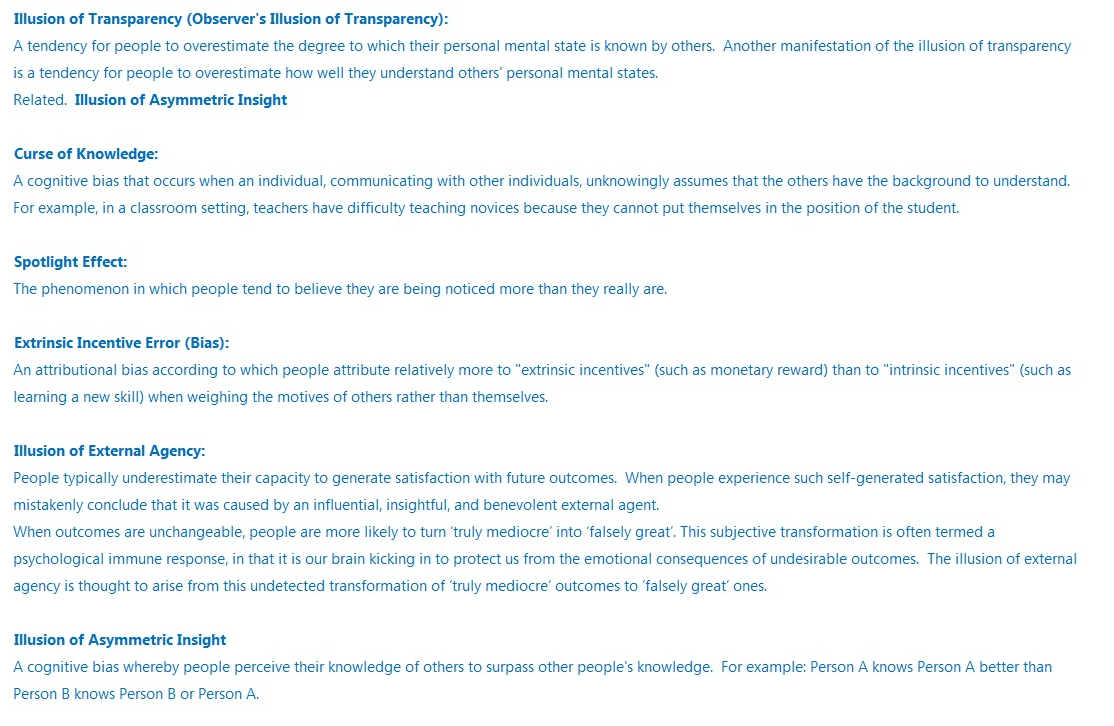 Illusion of Transparency (Observer's Illusion of Transparency):
A tendency for people to overestimate the degree to which their personal mental state is known by others.  Another manifestation of the illusion of transparency
is a tendency for people to overestimate how well they understand others' personal mental states.
Related.  Illusion of Asymmetric Insight
Curse of Knowledge:
A cognitive bias that occurs when an individual, communicating with other individuals, unknowingly assumes that the others have the background to understand.
For example, in a classroom setting, teachers have difficulty teaching novices because they cannot put themselves in the position of the student.
Spotlight Effect:
The phenomenon in which people tend to believe they are being noticed more than they really are.
Extrinsic Incentive Error (Bias):
An attributional bias according to which people attribute relatively more to "extrinsic incentives" (such as monetary reward) than to "intrinsic incentives" (such as
learning a new skill) when weighing the motives of others rather than themselves.
Illusion of External Agency:
People typically underestimate their capacity to generate satisfaction with future outcomes.  When people experience such self-generated satisfaction, they may
mistakenly conclude that it was caused by an influential, insightful, and benevolent external agent.
When outcomes are unchangeable, people are more likely to turn ‘truly mediocre’ into ‘falsely great’. This subjective transformation is often termed a
psychological immune response, in that it is our brain kicking in to protect us from the emotional consequences of undesirable outcomes.  The illusion of external
agency is thought to arise from this undetected transformation of ‘truly mediocre’ outcomes to ‘falsely great’ ones.
Illusion of Asymmetric Insight
A cognitive bias whereby people perceive their knowledge of others to surpass other people's knowledge.  For example: Person A knows Person A better than
Person B knows Person B or Person A.